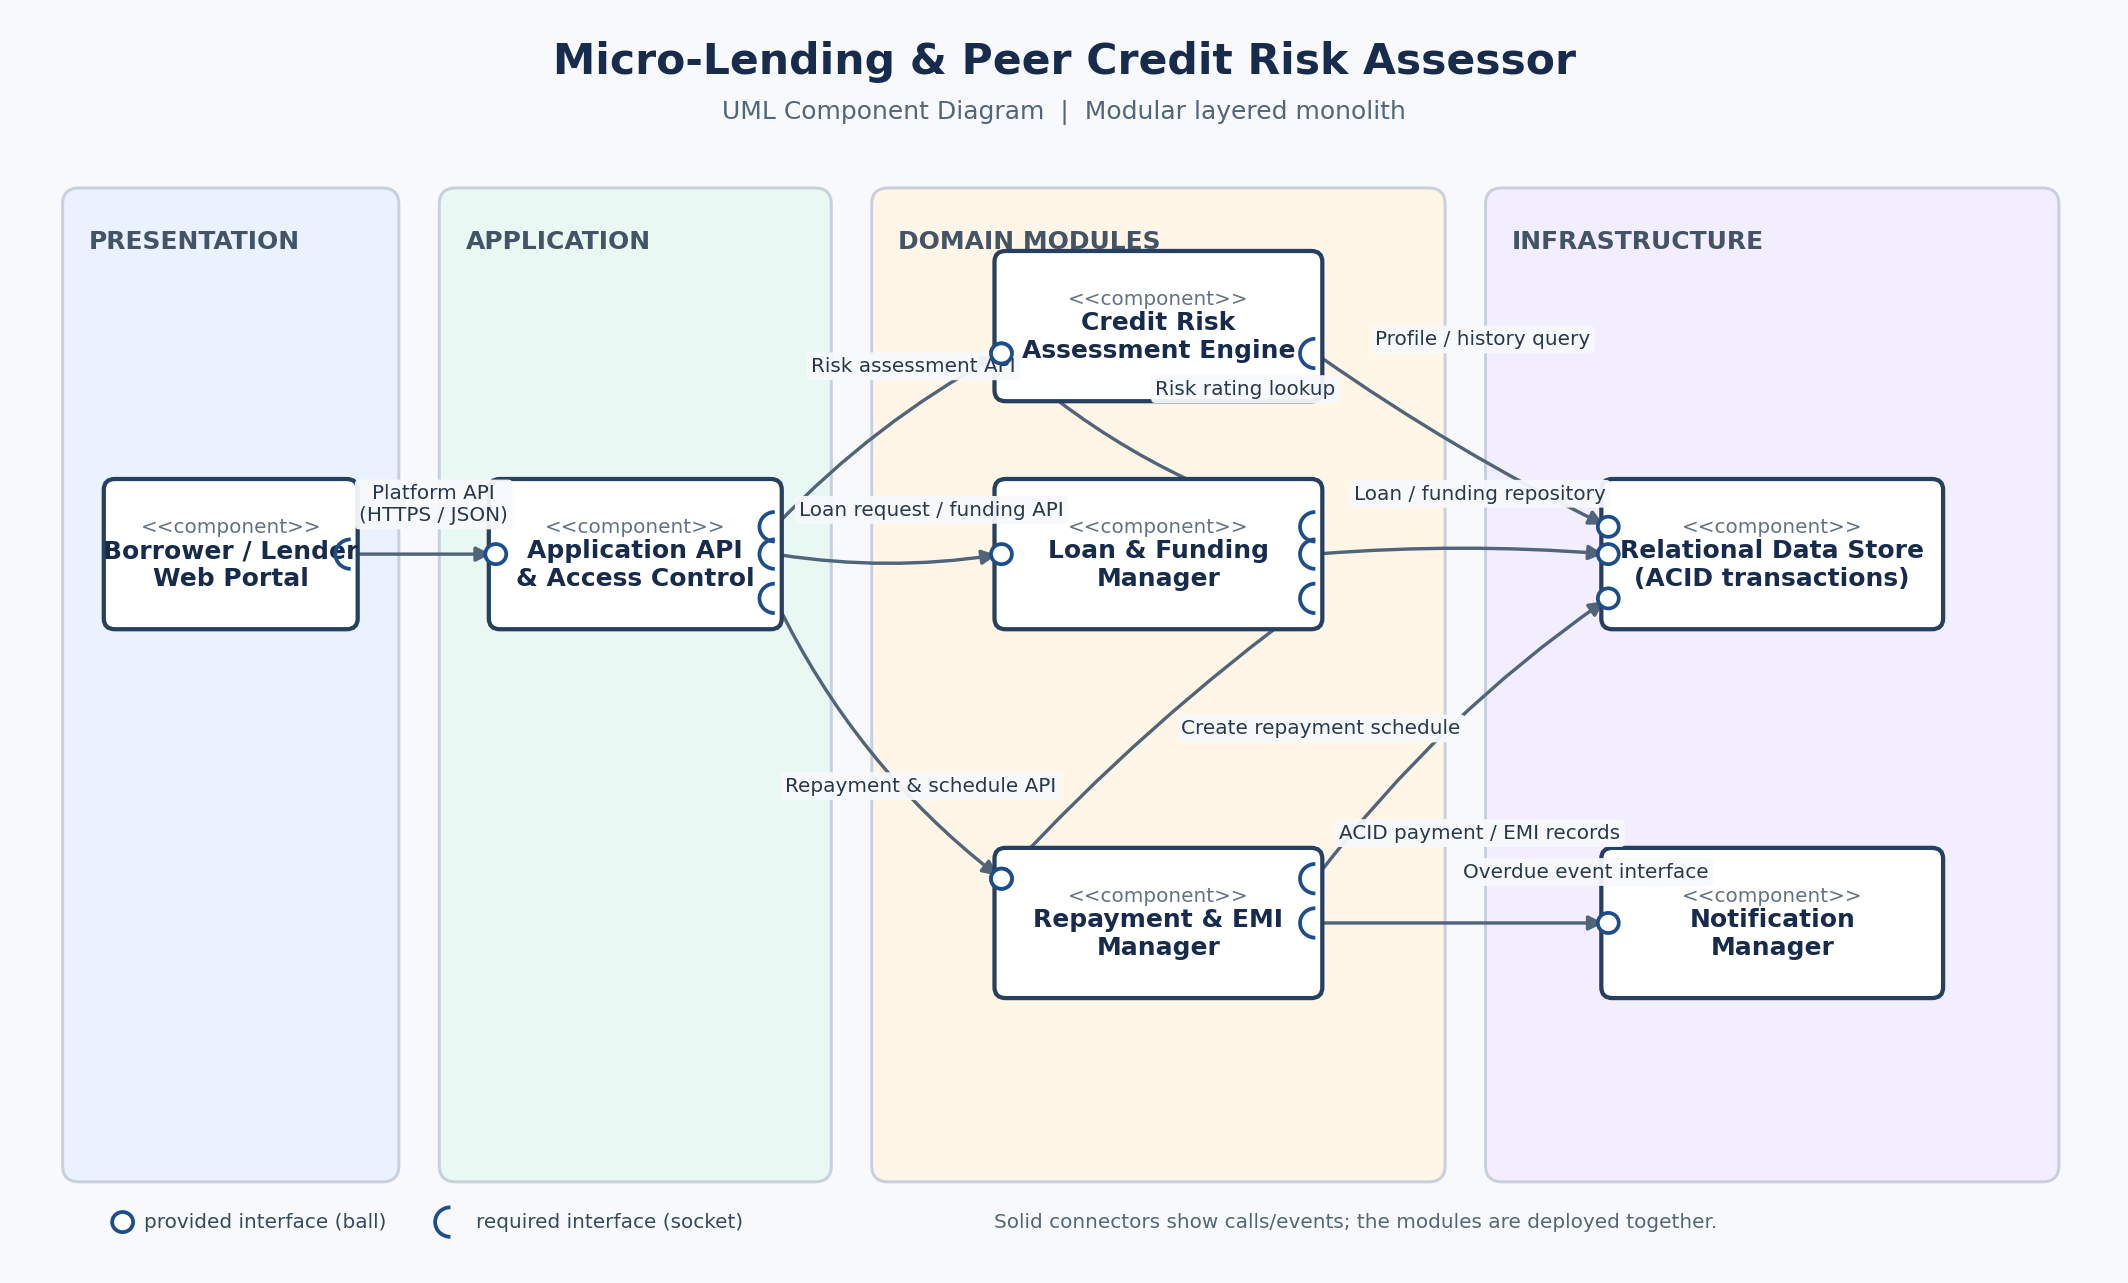 Micro-Lending & Peer Credit Risk Assessor
UML Component Diagram | Modular layered monolith
PRESENTATION
APPLICATION
DOMAIN MODULES
INFRASTRUCTURE
<<component>>
Credit Risk
Assessment Engine
Profile / history query
Risk assessment API
Risk rating lookup
Platform API
(HTTPS / JSON)
Loan request / funding API
Loan / funding repository
<<component>>
Borrower / Lender
Web Portal
<<component>>
Application API
& Access Control
<<component>>
Loan & Funding
Manager
<<component>>
Relational Data Store
(ACID transactions)
Create repayment schedule
Repayment & schedule API
ACID payment / EMI records
Overdue event interface
<<component>>
Repayment & EMI
Manager
<<component>>
Notification
Manager
provided interface (ball)
required interface (socket)
Solid connectors show calls/events; the modules are deployed together.